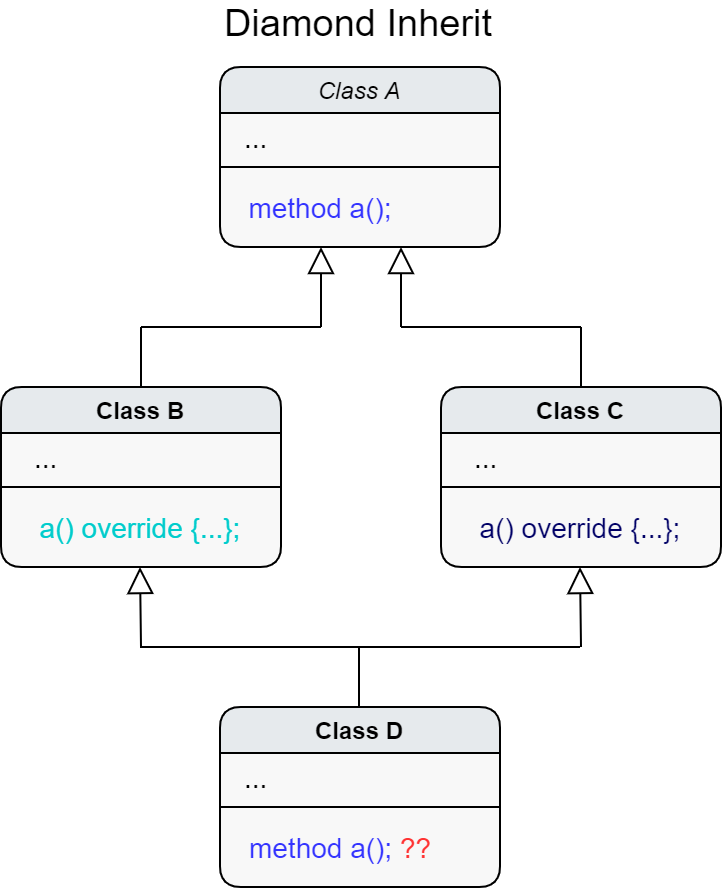 Diamond Inherit
Class A
...
method a();
Class B
...
a() override {...};
Class C
...
a() override {...};
Class D
...
method a(); ??